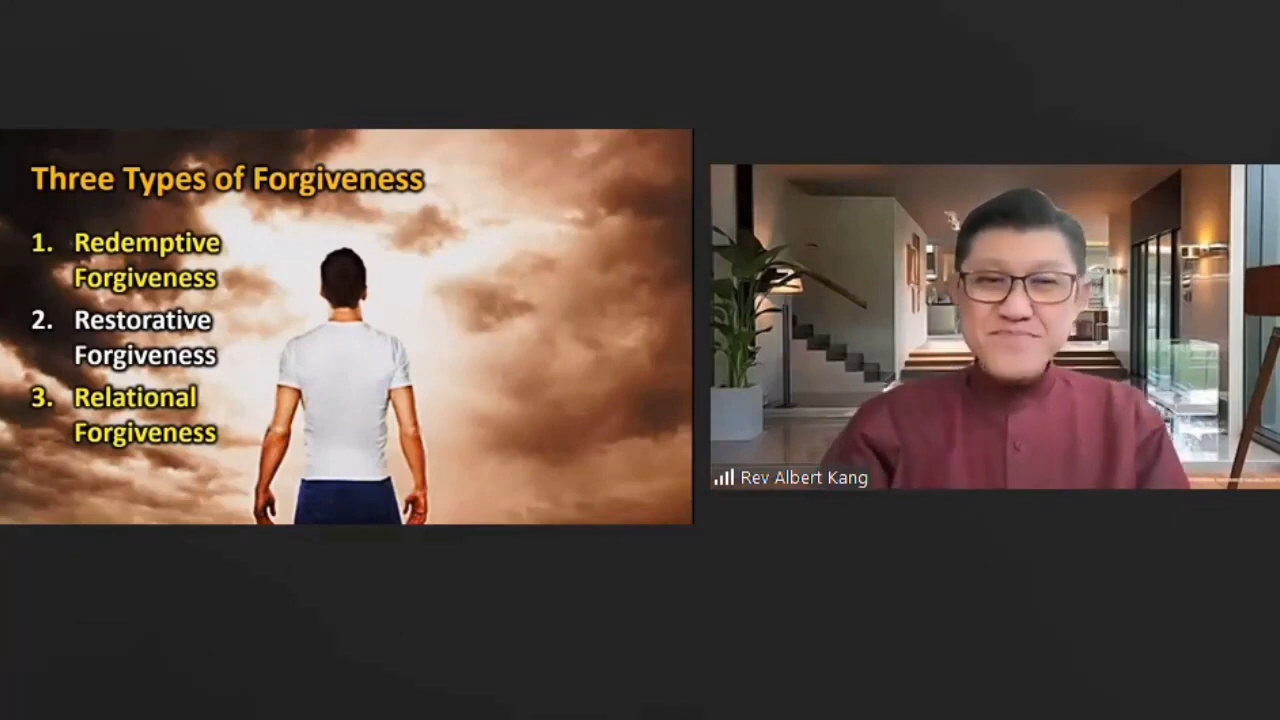 Three Types of Forgiveness
1. Redemptive
Forgiveness
2. Restorative
Forgiveness
3. Relational
Forgiveness
Rev Albert Kang